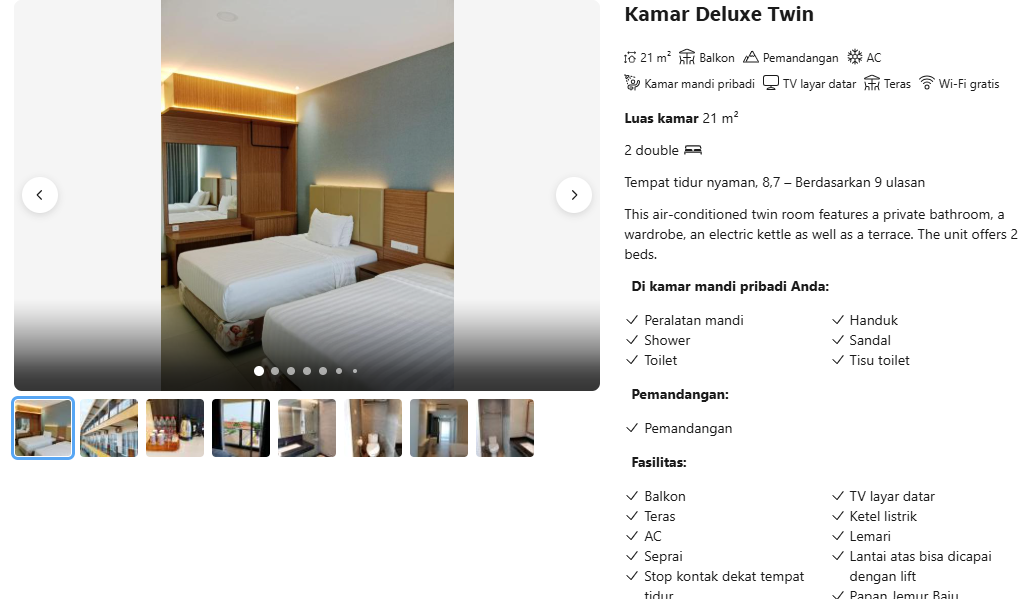 Kamar Deluxe Twin
21 m² Balkon Pemandangan AC
Kamar mandi pribadi TV layar datar Teras Wi-Fi gratis
Luas kamar 21 m²
2 double
Tempat tidur nyaman, 8,7 – Berdasarkan 9 ulasan
This air-conditioned twin room features a private bathroom, a
wardrobe, an electric kettle as well as a terrace. The unit offers 2
beds.
Di kamar mandi pribadi Anda:
Peralatan mandi
Shower
Toilet
Handuk
Sandal
Tisu toilet
Pemandangan:
Pemandangan
Fasilitas:
Balkon
Teras
AC
Seprai
Stop kontak dekat tempat
tidur
TV layar datar
Ketel listrik
Lemari
Lantai atas bisa dicapai
dengan lift
Papan Jemur Baju